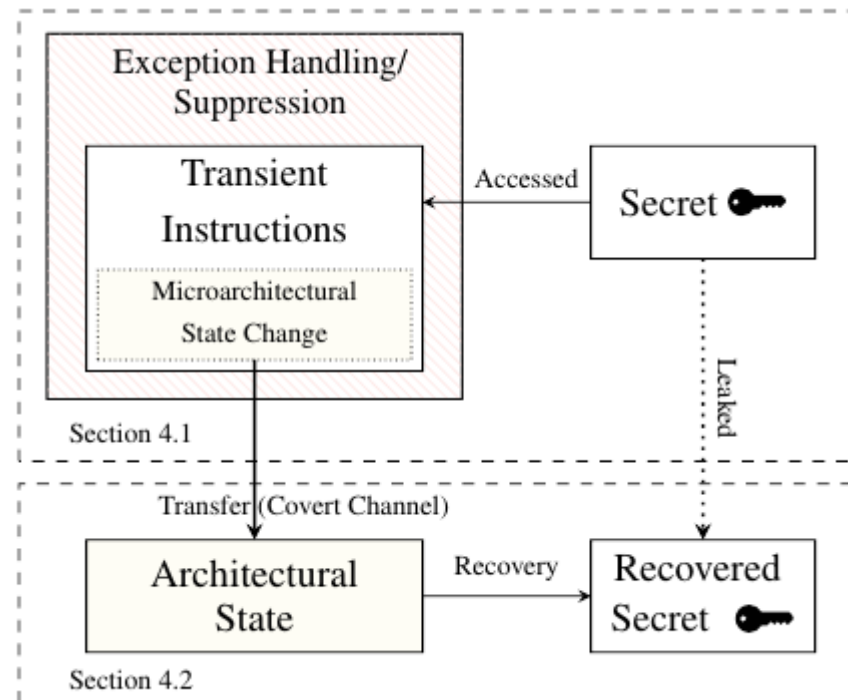 Exception Handling/
Suppression
Transient
Instructions
Microarchitectural
State Change
Accessed
Secret
Leaked
Section 4.1
Transfer (Covert Channel)
Architectural
State
Recovery
Recovered
Secret
Section 4.2